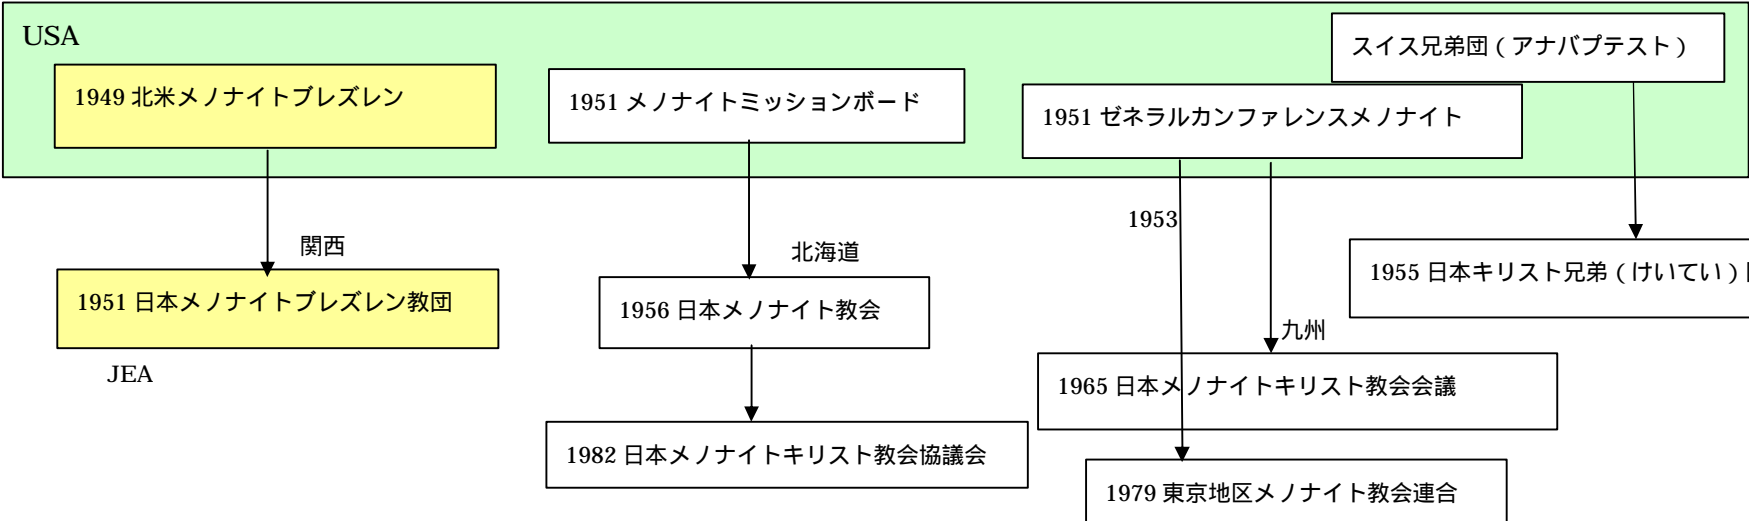 USA
スイス兄弟団（アナバプテスト）
1949 北米メノナイトブレズレン
1951 メノナイトミッションボード
1951 ゼネラルカンファレンスメノナイト
1953
関西
北海道
1955 日本キリスト兄弟（けいてい）
1951 日本メノナイトブレズレン教団
1956 日本メノナイト教会
九州
JEA
1965 日本メノナイトキリスト教会会議
1982 日本メノナイトキリスト教会協議会
1979 東京地区メノナイト教会連合